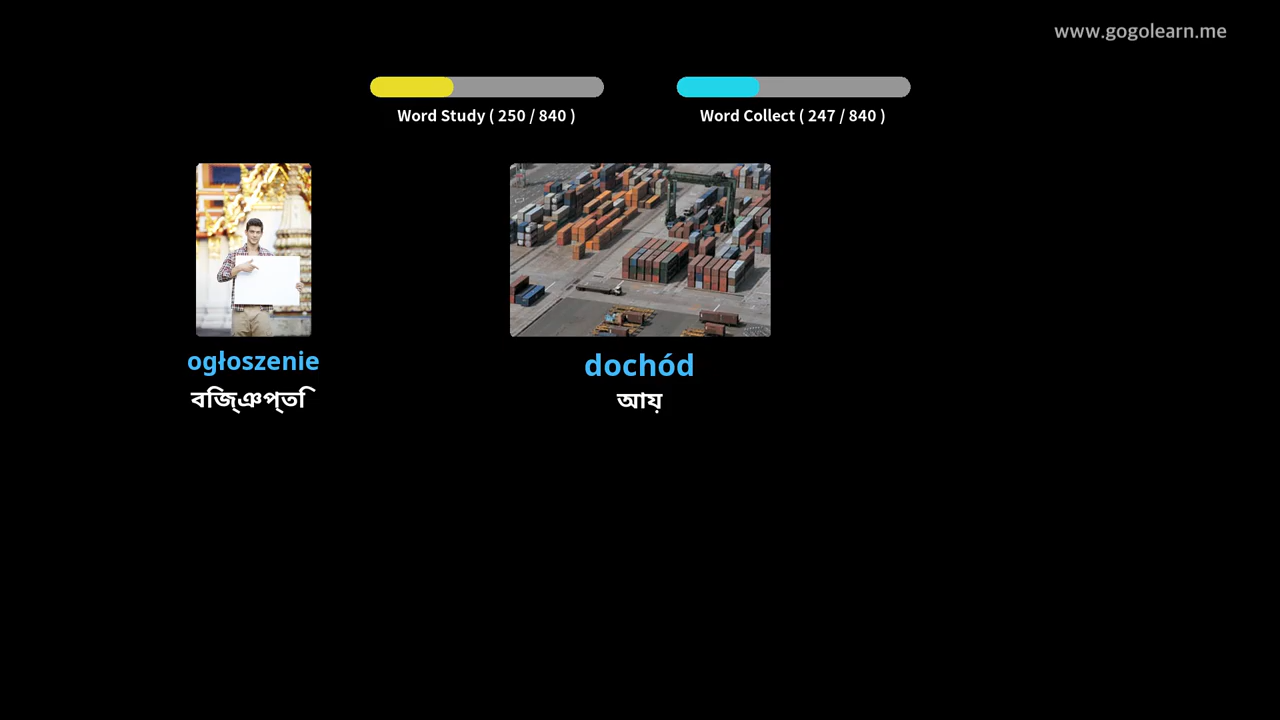 www.gogolearn.me
Word Study ( 250 / 840 )
Word Collect ( 247 / 840 )
ogłoszenie
বিজ্ঞপ্তি
dochód
আয়